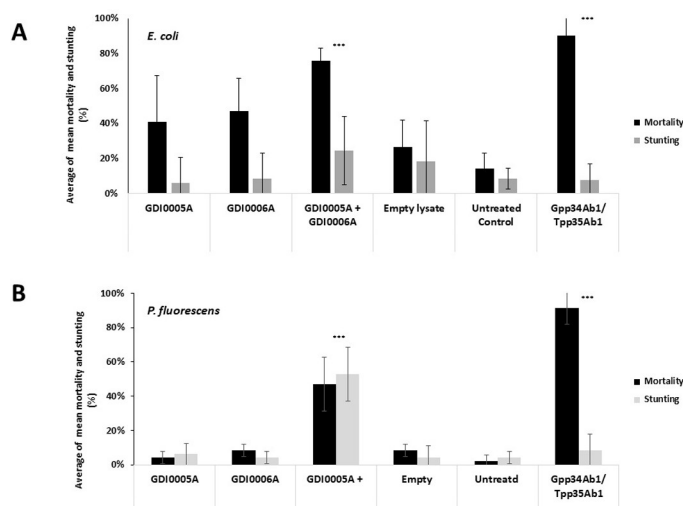 A
E. coli
Average of mean mortality and stunting
(%)
100%
80%
60%
40%
20%
0%
***
***
Mortality
Stunting
GDI0005A
GDI0006A
GDI0005A +
GDI0006A
Empty lysate
Untreated
Control
Gpp34Ab1/
Tpp35Ab1
B
P. fluorescens
Average of mean mortality and stunting
(%)
100%
80%
60%
40%
20%
0%
***
***
Mortality
Stunting
GDI0005A
GDI0006A
GDI0005A +
Empty
Untreatd
Gpp34Ab1/
Tpp35Ab1